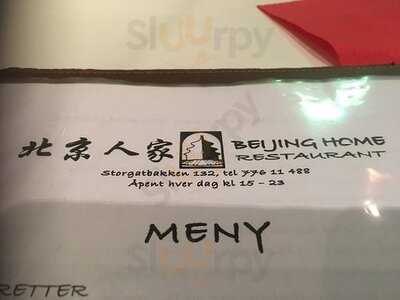 北京人家 BEIJING HOME
RESTAURANT
Storgatbakken 132, tel 776 11 488
Åpent hver dag kl 15 - 23
MENY
RETTER